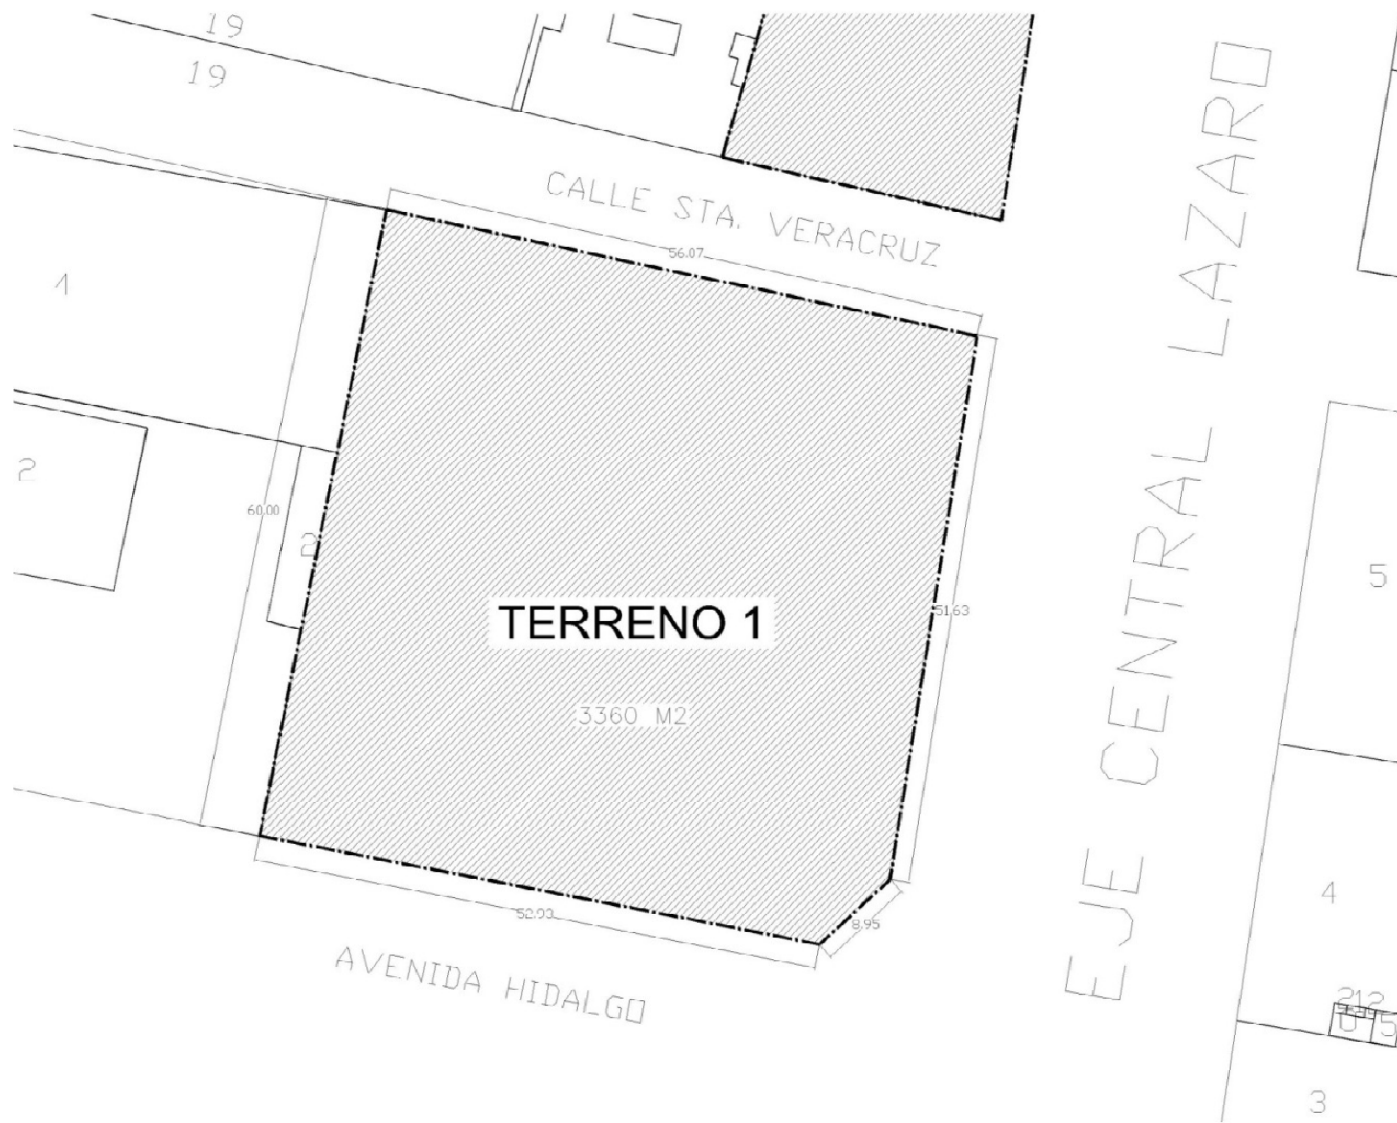 19
19
CALLE STA. VERACRUZ
56.07
1
2
60.00
2
TERRENO 1
3360 M2
51.63
52.93
8.95
AVENIDA HIDALGO
EJE CENTRAL LAZARO
5
4
3